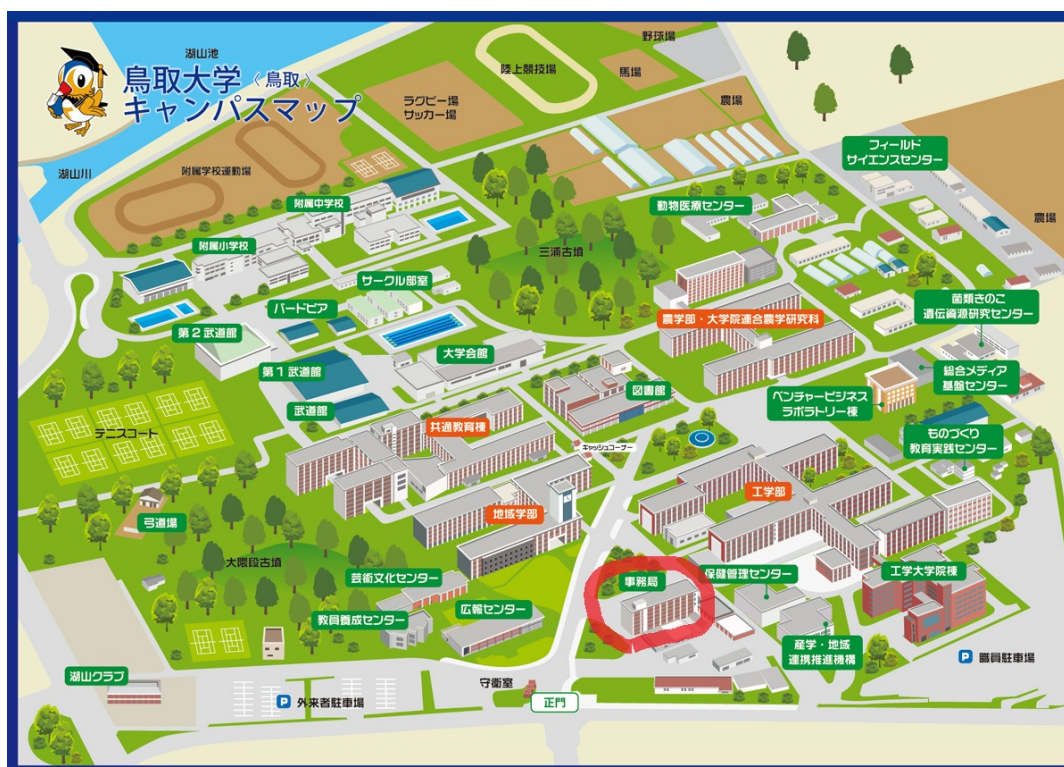 鳥取大学〈鳥取〉
キャンパスマップ
湖山池
湖山川
野球場
陸上競技場
馬場
ラグビー場
サッカー場
農場
フィールド
サイエンスセンター
農場
附属学校運動場
附属中学校
附属小学校
動物医療センター
三浦古墳
サークル部室
バードピア
第2武道館
大学会館
第1武道館
武道館
農学部・大学院連合農学研究科
菌類きのこ
遺伝資源研究センター
総合メディア
基盤センター
ベンチャービジネス
ラボラトリー棟
図書館
テニスコート
共通教育棟
キャッシュコーナー
ものづくり
教育実践センター
工学部
地域学部
弓道場
大隈段古墳
芸術文化センター
事務局
保健管理センター
工学大学院棟
教員養成センター
広報センター
産学・地域
連携推進機構
P 職員駐車場
湖山クラブ
守衛室
P 外来者駐車場
正門